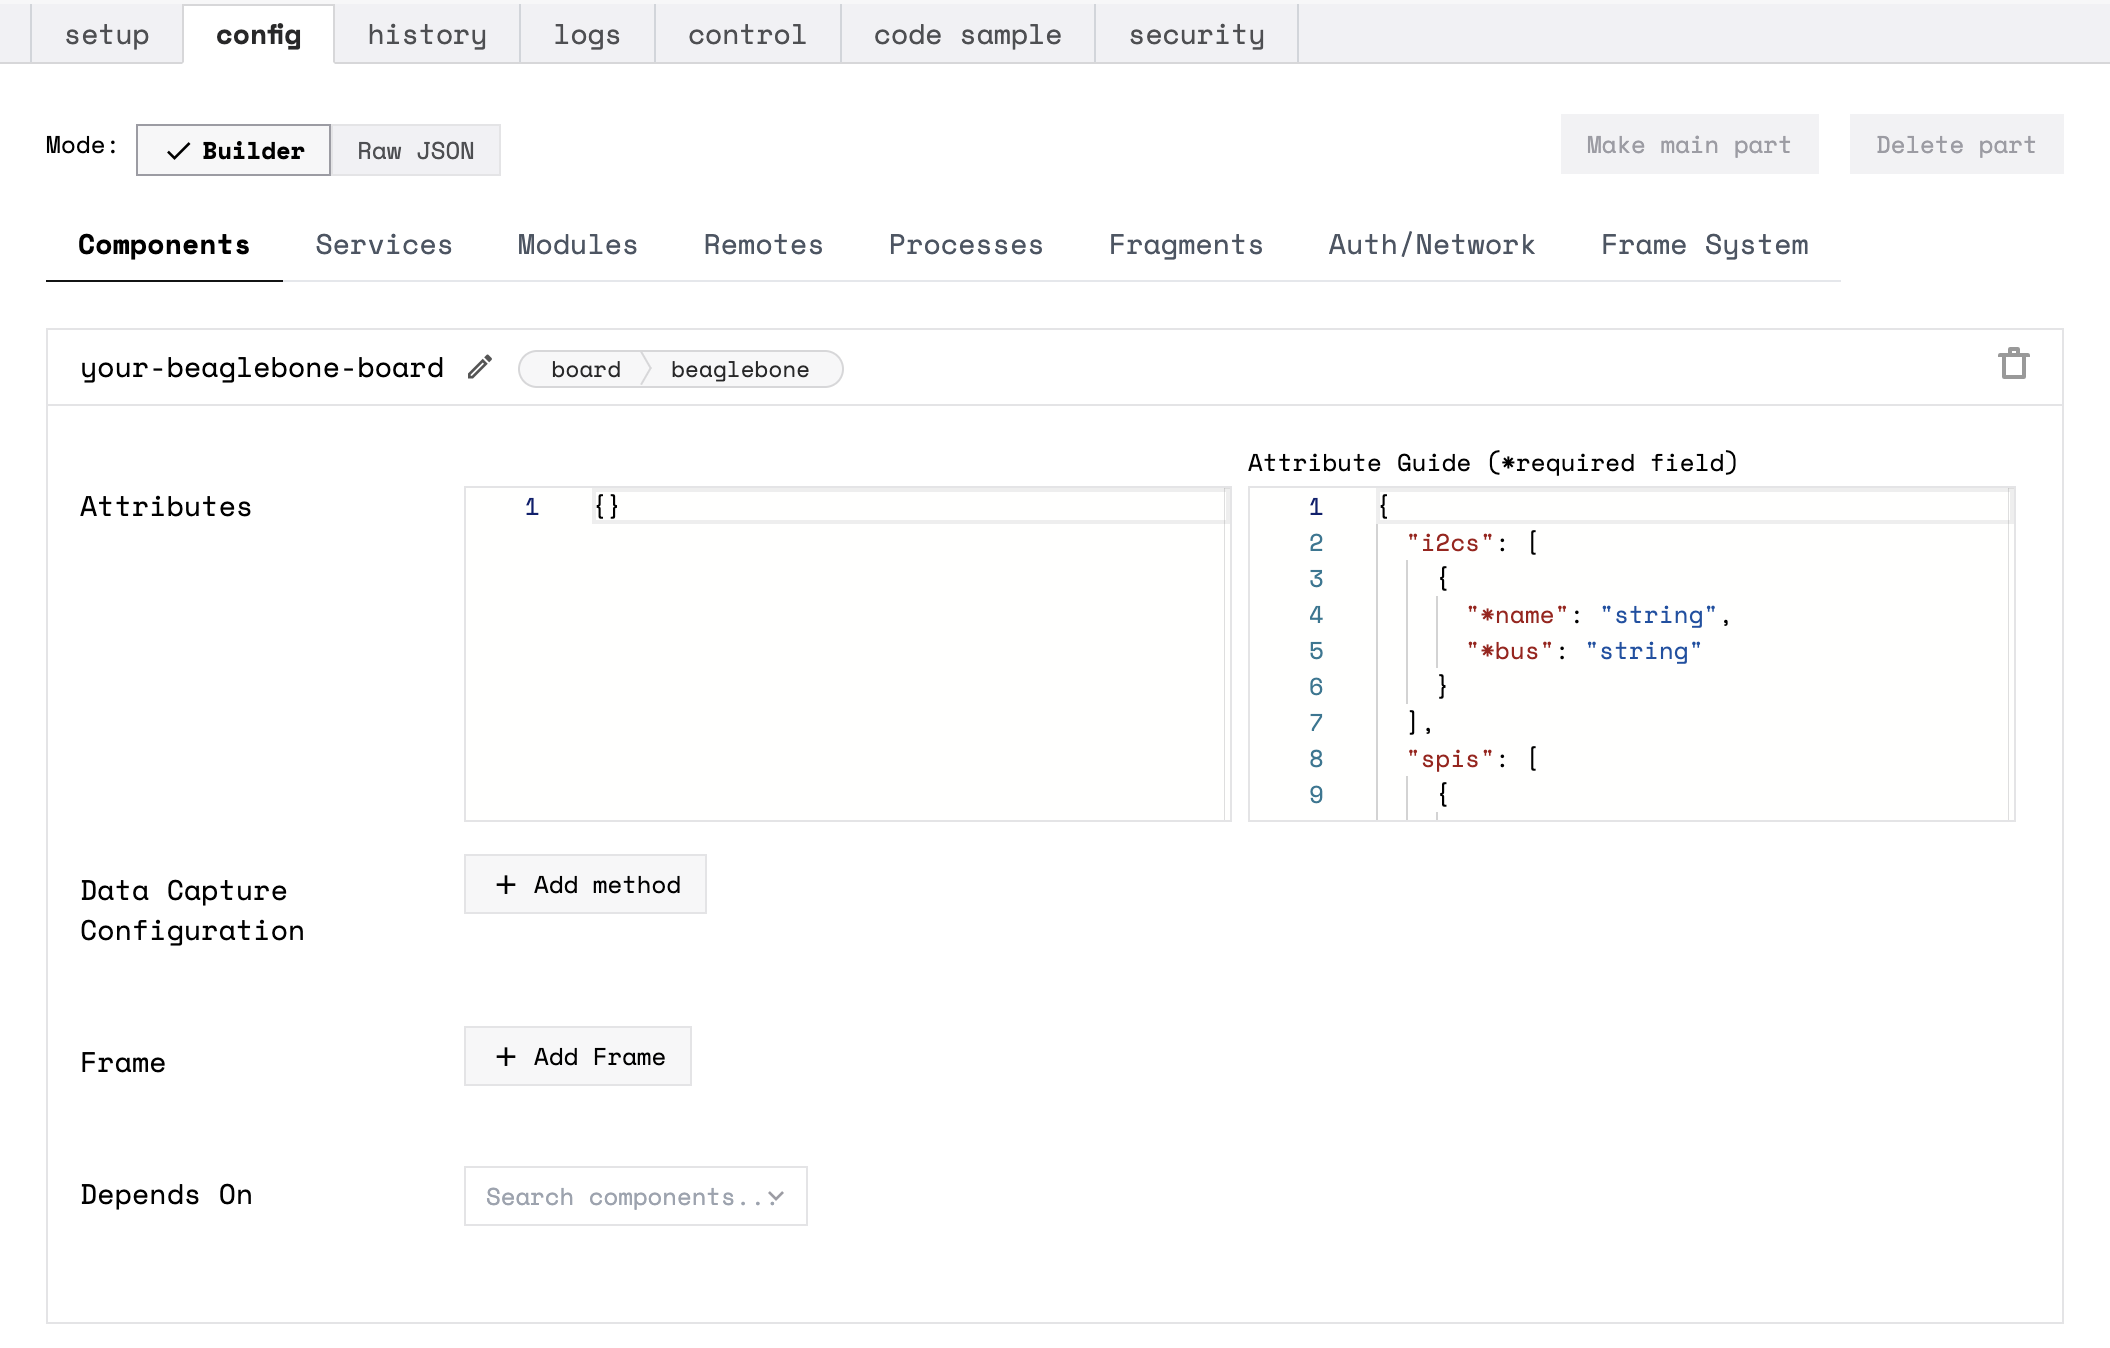 setup config history logs control code sample security
Mode: Builder Raw JSON Make main part Delete part
Components Services Modules Remotes Processes Fragments Auth/Network Frame System
your-beaglebone-board board beaglebone
Attribute Guide (*required field)
Attributes
1 {}
1 {
2 "i2cs": [
3 {
4 "*name": "string",
5 "*bus": "string"
6 }
7 ],
8 "spis": [
9 {
Data Capture
Configuration
+ Add method
Frame
+ Add Frame
Depends On
Search components...